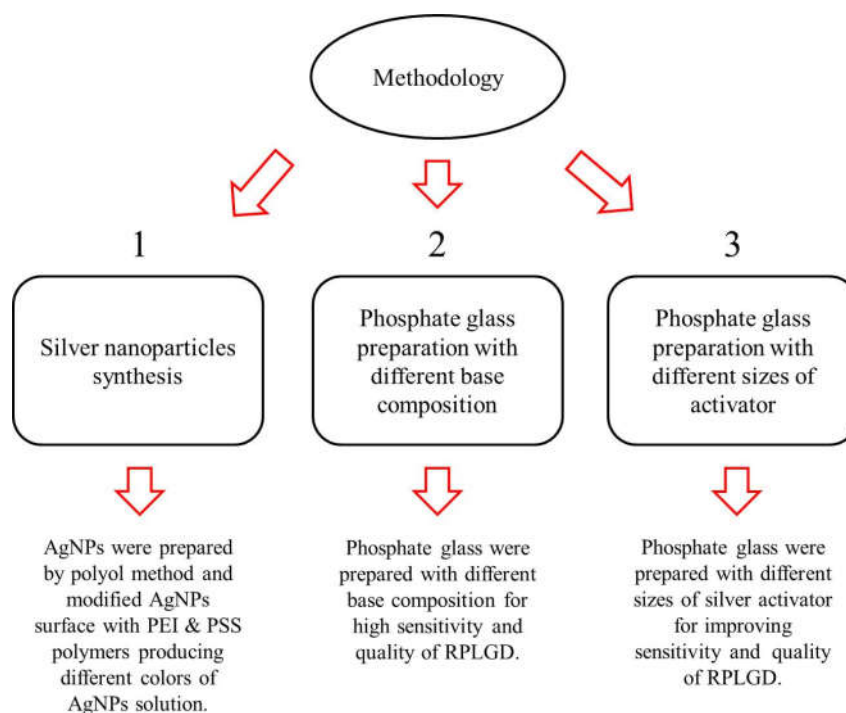 Methodology
1
Silver nanoparticles
synthesis
AgNPs were prepared
by polyol method and
modified AgNPs
surface with PEI & PSS
polymers producing
different colors of
AgNPs solution.
2
Phosphate glass
preparation with
different base
composition
Phosphate glass were
prepared with different
base composition for
high sensitivity and
quality of RPLGD.
3
Phosphate glass
preparation with
different sizes of
activator
Phosphate glass were
prepared with different
sizes of silver activator
for improving
sensitivity and quality
of RPLGD.